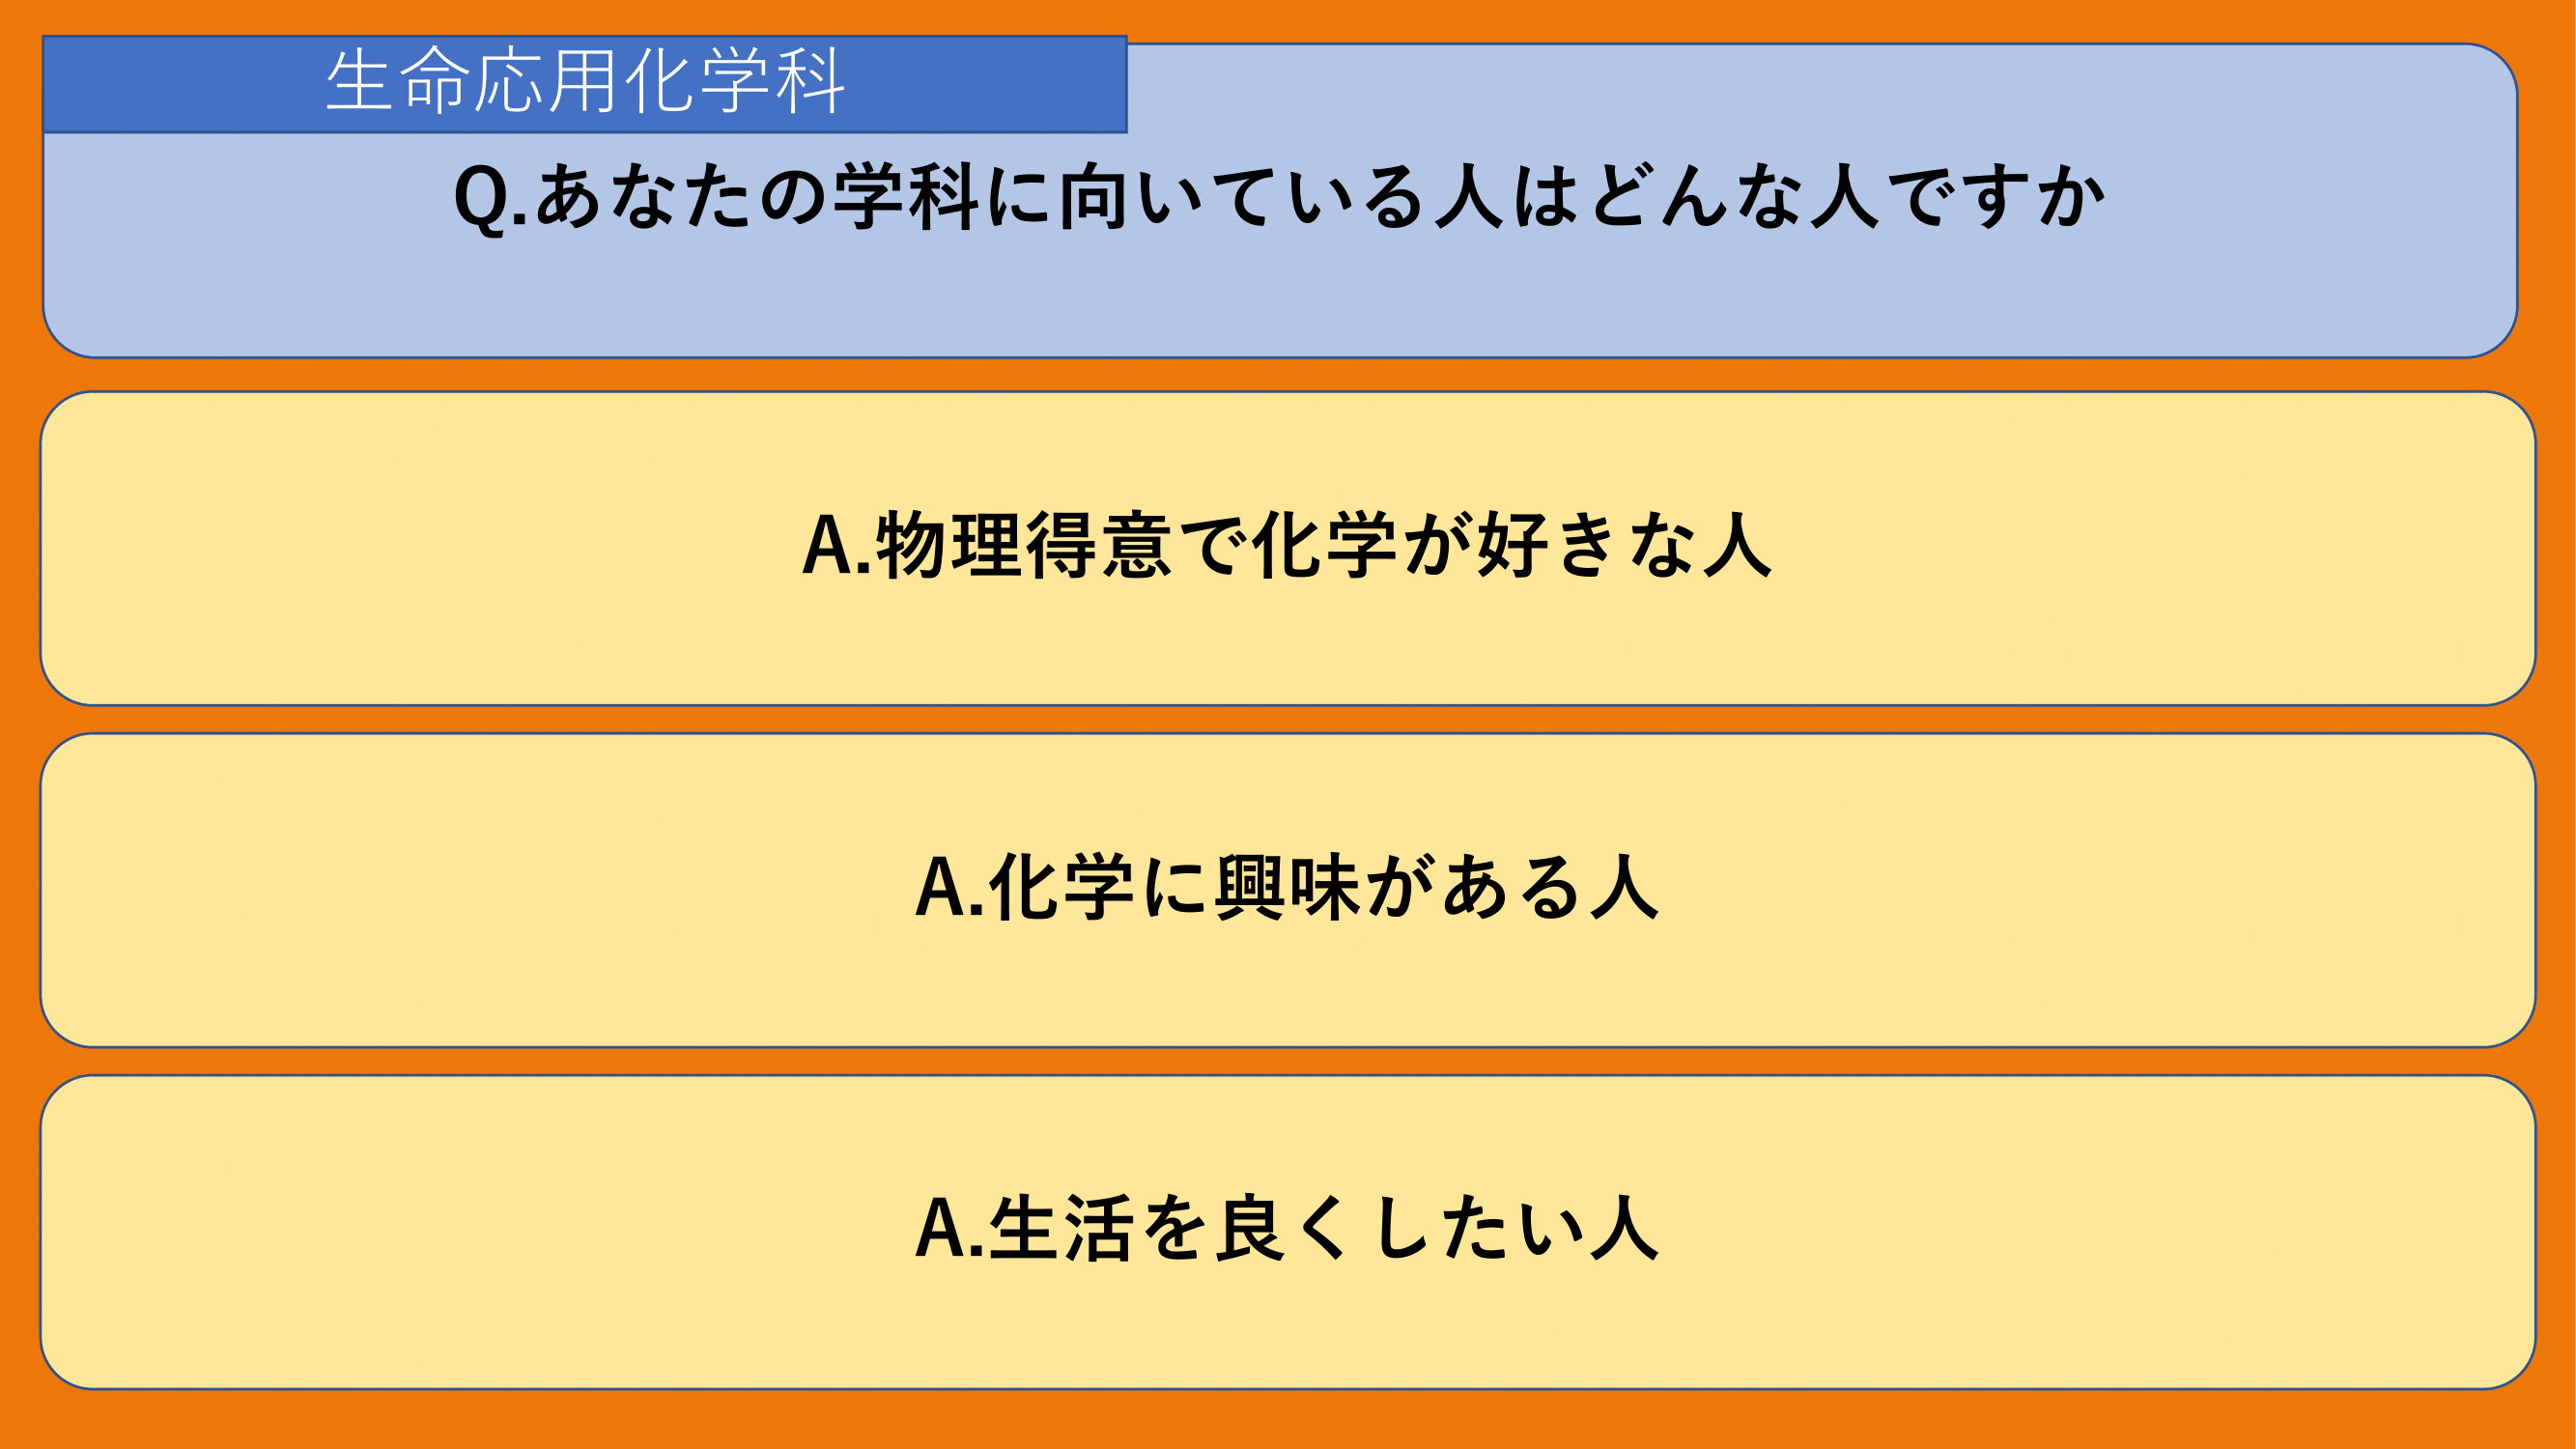 生命応用化学科
Q.あなたの学科に向いている人はどんな人ですか
A.物理得意で化学が好きな人
A.化学に興味がある人
A.生活を良くしたい人